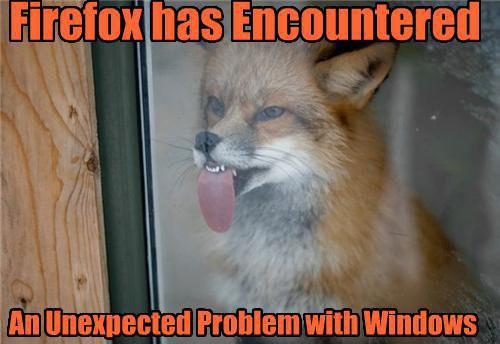 Firefox has Encountered
An Unexpected Problem with Windows